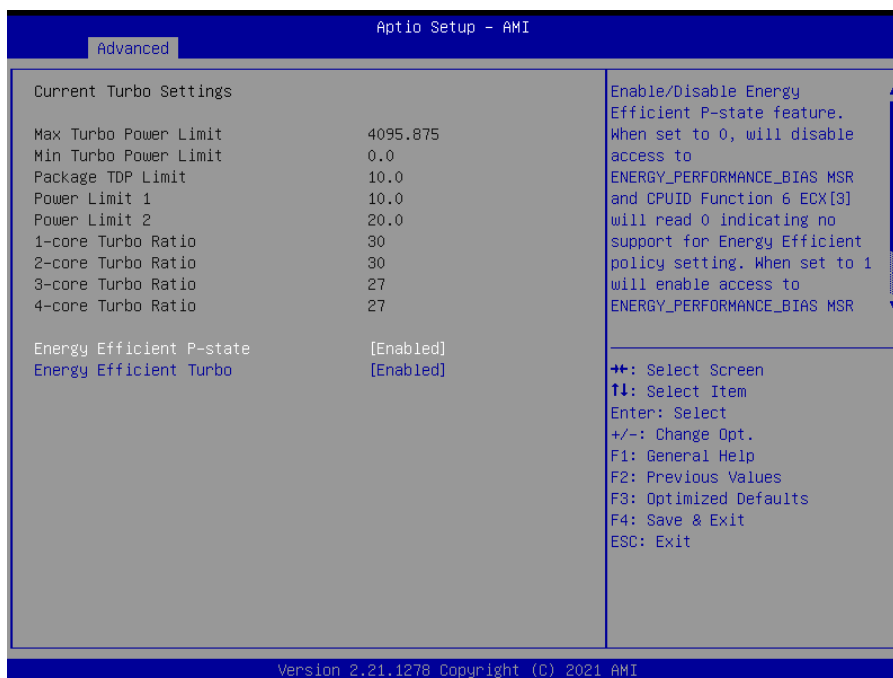 Aptio Setup – AMI
Advanced
Current Turbo Settings
Max Turbo Power Limit 4095.875
Min Turbo Power Limit 0.0
Package TDP Limit 10.0
Power Limit 1 10.0
Power Limit 2 20.0
1-core Turbo Ratio 30
2-core Turbo Ratio 30
3-core Turbo Ratio 27
4-core Turbo Ratio 27
Energy Efficient P-state [Enabled]
Energy Efficient Turbo [Enabled]
Enable/Disable Energy
Efficient P-state feature.
When set to 0, will disable
access to
ENERGY_PERFORMANCE_BIAS MSR
and CPUID Function 6 ECX[3]
will read 0 indicating no
support for Energy Efficient
policy setting. When set to 1
will enable access to
ENERGY_PERFORMANCE_BIAS MSR
→←: Select Screen
↑↓: Select Item
Enter: Select
+/-: Change Opt.
F1: General Help
F2: Previous Values
F3: Optimized Defaults
F4: Save & Exit
ESC: Exit
Version 2.21.1278 Copyright (C) 2021 AMI